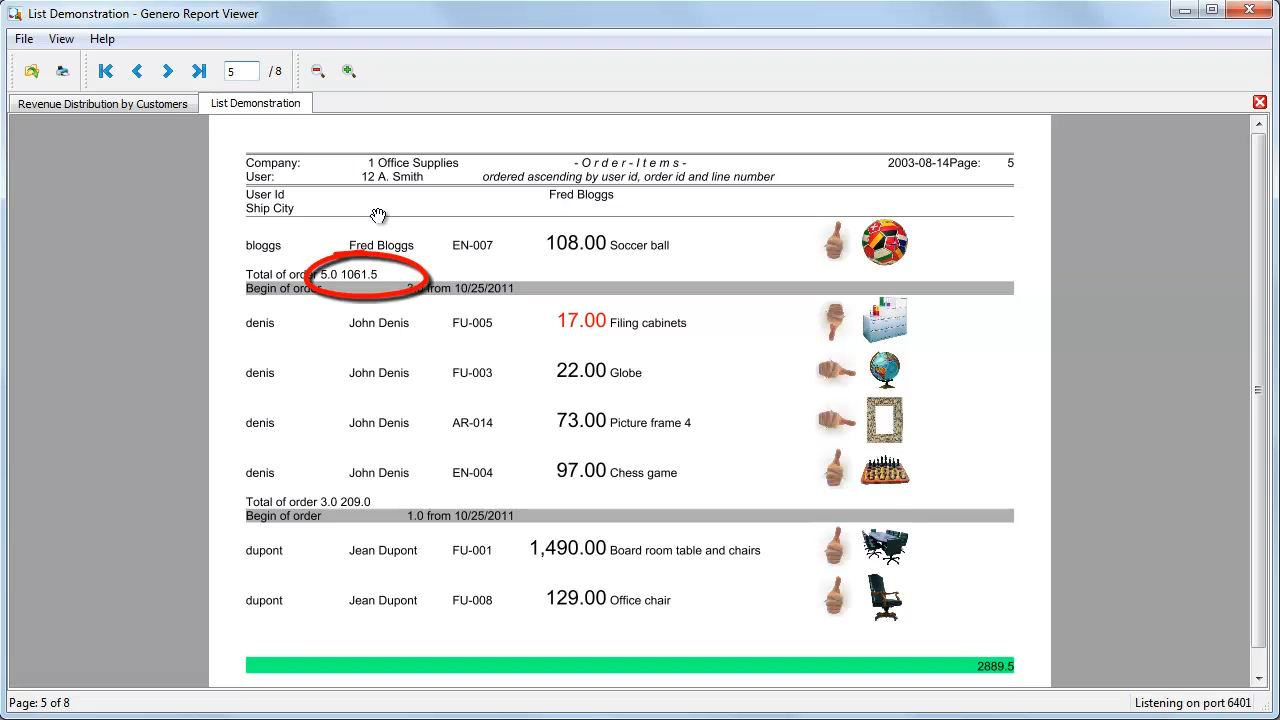 List Demonstration - Genero Report Viewer
File View Help
5 / 8
Revenue Distribution by Customers List Demonstration
Company: 1 Office Supplies - O r d e r - I t e m s - 2003-08-14Page: 5
User: 12 A. Smith ordered ascending by user id, order id and line number
User Id Fred Bloggs
Ship City
bloggs Fred Bloggs EN-007 108.00 Soccer ball
Total of order 5.0 1061.5
Begin of order 3.0 from 10/25/2011
denis John Denis FU-005 17.00 Filing cabinets
denis John Denis FU-003 22.00 Globe
denis John Denis AR-014 73.00 Picture frame 4
denis John Denis EN-004 97.00 Chess game
Total of order 3.0 209.0
Begin of order 1.0 from 10/25/2011
dupont Jean Dupont FU-001 1,490.00 Board room table and chairs
dupont Jean Dupont FU-008 129.00 Office chair
2889.5
Page: 5 of 8 Listening on port 6401